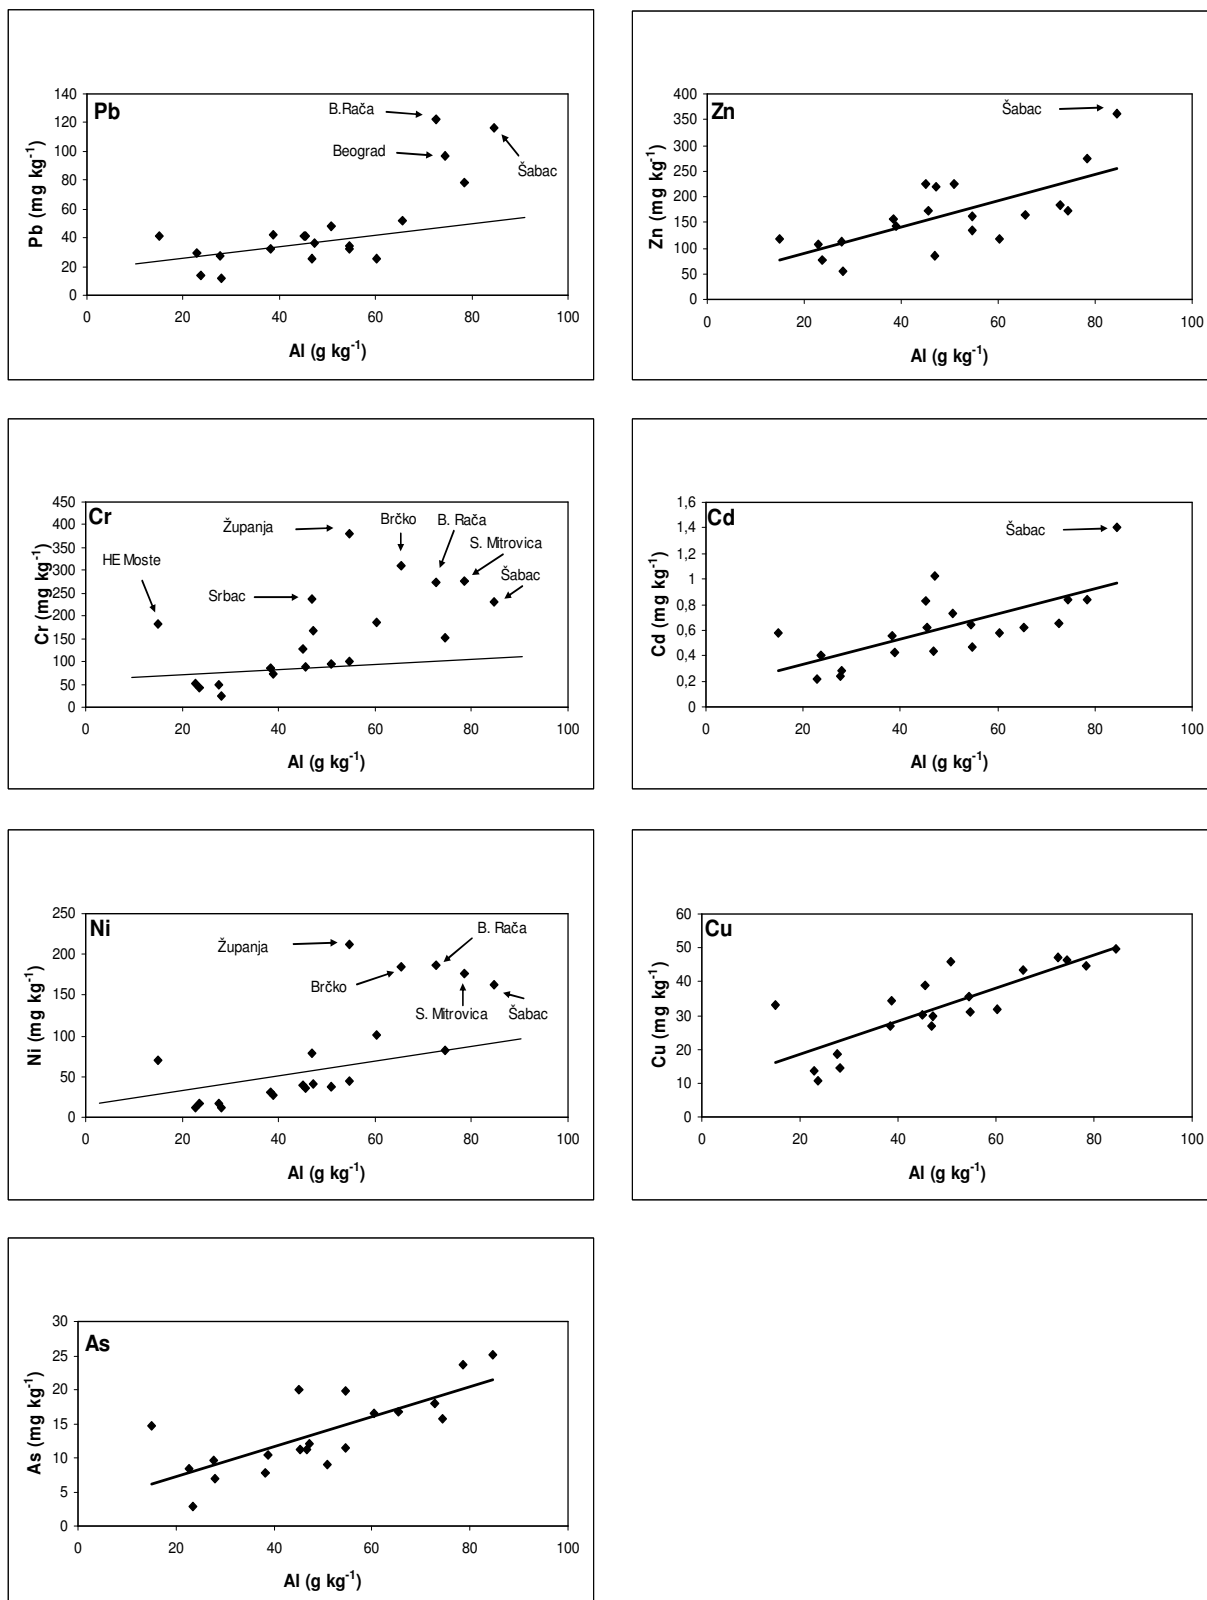 Pb
B.Rača
Beograd
Šabac
140
120
100
80
60
40
20
0
Pb (mg kg⁻¹)
0 20 40 60 80 100
Al (g kg⁻¹)
Zn
Šabac
400
350
300
250
200
150
100
50
0
Zn (mg kg⁻¹)
0 20 40 60 80 100
Al (g kg⁻¹)
Cr
HE Moste
Županja
Srbac
Brčko
B. Rača
S. Mitrovica
Šabac
450
400
350
300
250
200
150
100
50
0
Cr (mg kg⁻¹)
0 20 40 60 80 100
Al (g kg⁻¹)
Cd
Šabac
1,6
1,4
1,2
1
0,8
0,6
0,4
0,2
0
Cd (mg kg⁻¹)
0 20 40 60 80 100
Al (g kg⁻¹)
Ni
Županja
Brčko
B. Rača
S. Mitrovica
Šabac
250
200
150
100
50
0
Ni (mg kg⁻¹)
0 20 40 60 80 100
Al (g kg⁻¹)
Cu
60
50
40
30
20
10
0
Cu (mg kg⁻¹)
0 20 40 60 80 100
Al (g kg⁻¹)
As
30
25
20
15
10
5
0
As (mg kg⁻¹)
0 20 40 60 80 100
Al (g kg⁻¹)